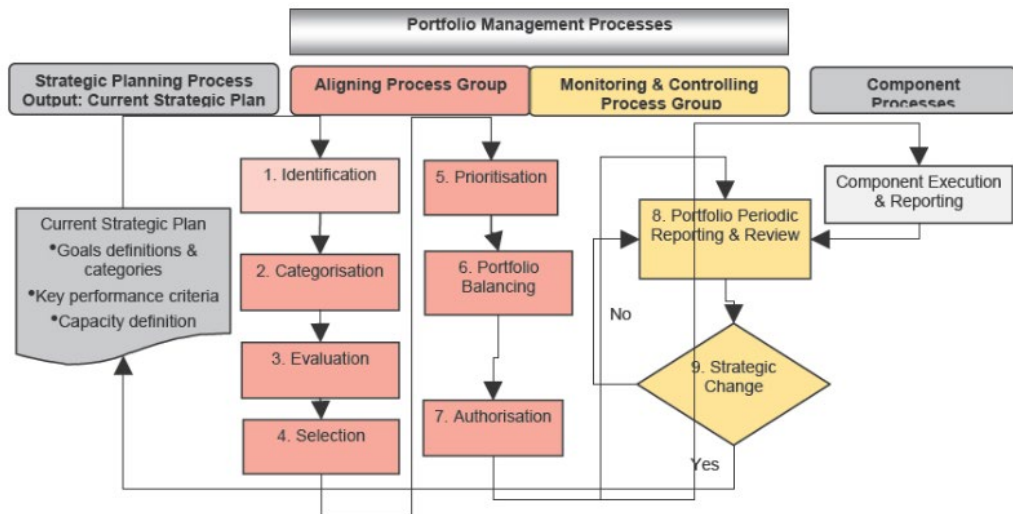 Portfolio Management Processes
Strategic Planning Process
Output: Current Strategic Plan
Aligning Process Group
Monitoring & Controlling
Process Group
Component
Processes
1. Identification
5. Prioritisation
Component Execution
& Reporting
Current Strategic Plan
•Goals definitions &
categories
•Key performance criteria
•Capacity definition
8. Portfolio Periodic
Reporting & Review
2. Categorisation
6. Portfolio
Balancing
No
3. Evaluation
9. Strategic
Change
4. Selection
7. Authorisation
Yes